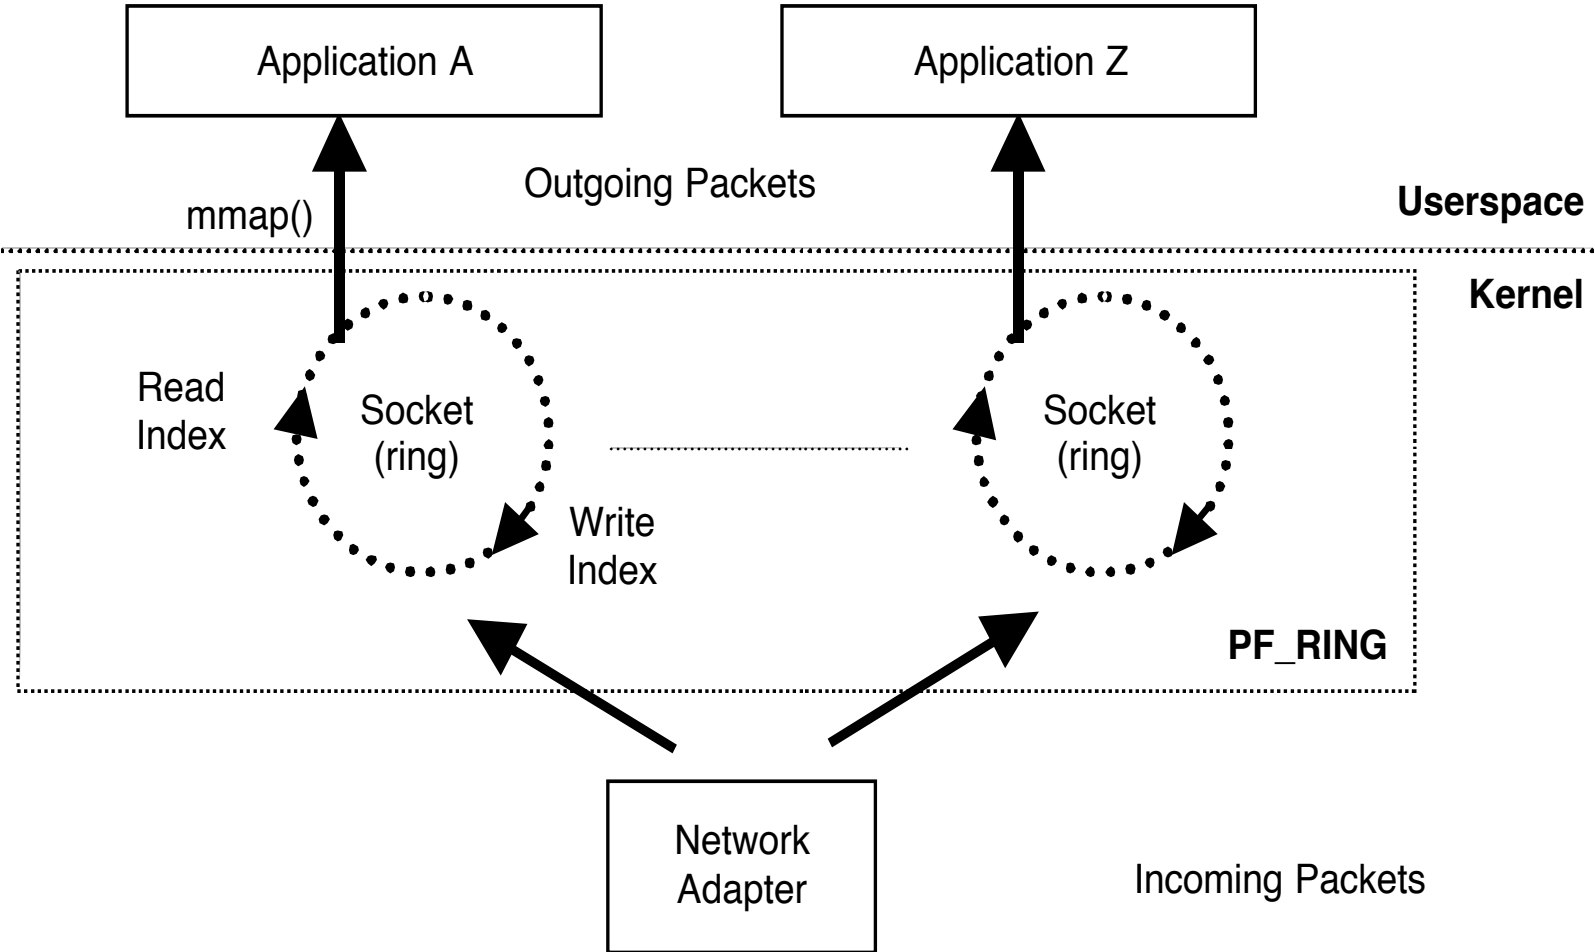 Application A
Application Z
Outgoing Packets
mmap()
Userspace
Kernel
Read
Index
Socket
(ring)
Write
Index
Socket
(ring)
PF_RING
Network
Adapter
Incoming Packets